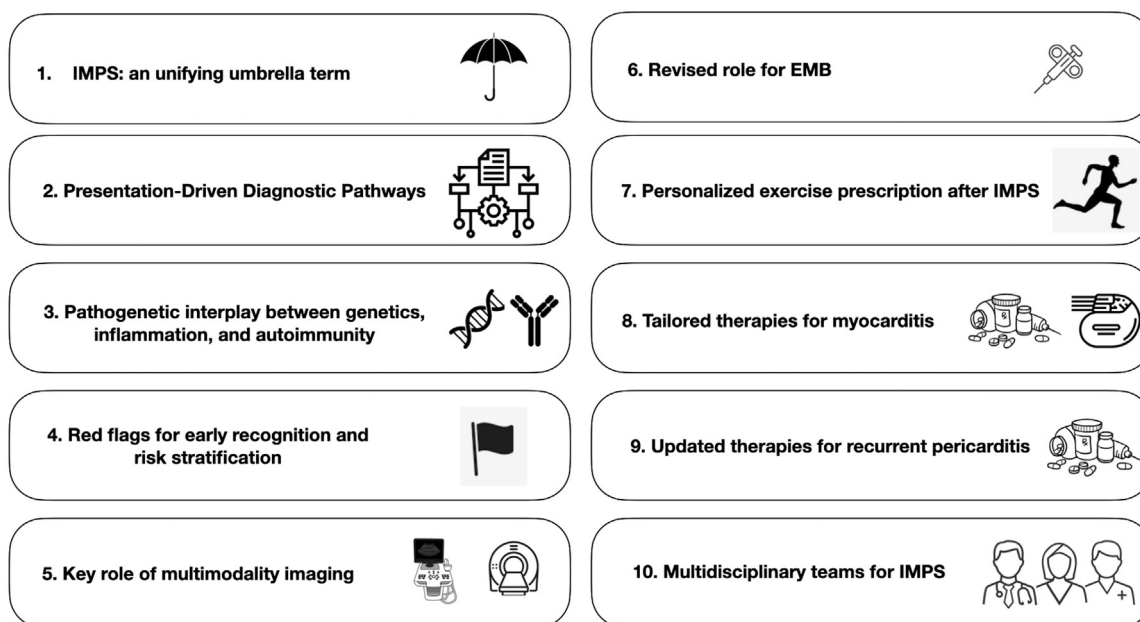 1. IMPS: an unifying umbrella term
2. Presentation-Driven Diagnostic Pathways
3. Pathogenetic interplay between genetics,
inflammation, and autoimmunity
4. Red flags for early recognition and
risk stratification
5. Key role of multimodality imaging
6. Revised role for EMB
7. Personalized exercise prescription after IMPS
8. Tailored therapies for myocarditis
9. Updated therapies for recurrent pericarditis
10. Multidisciplinary teams for IMPS